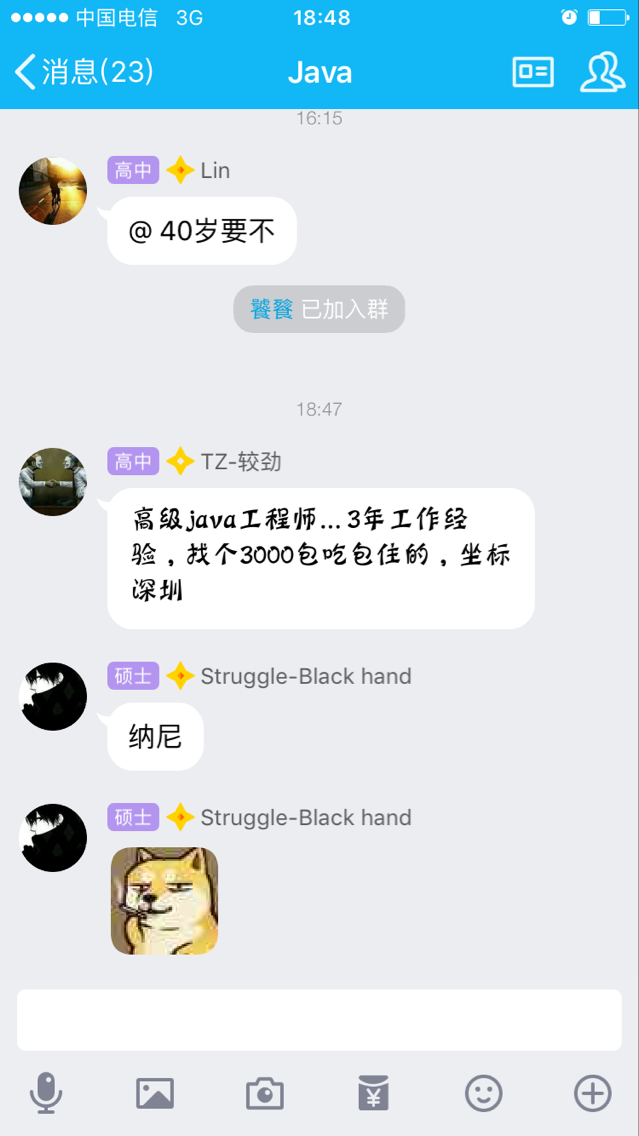 中国电信 3G 18:48
消息(23) Java
16:15
高中 Lin
@ 40岁要不
饕餮 已加入群
18:47
高中 TZ-较劲
高级java工程师...3年工作经
验，找个3000包吃包住的，坐标
深圳
硕士 Struggle-Black hand
纳尼
硕士 Struggle-Black hand
¥